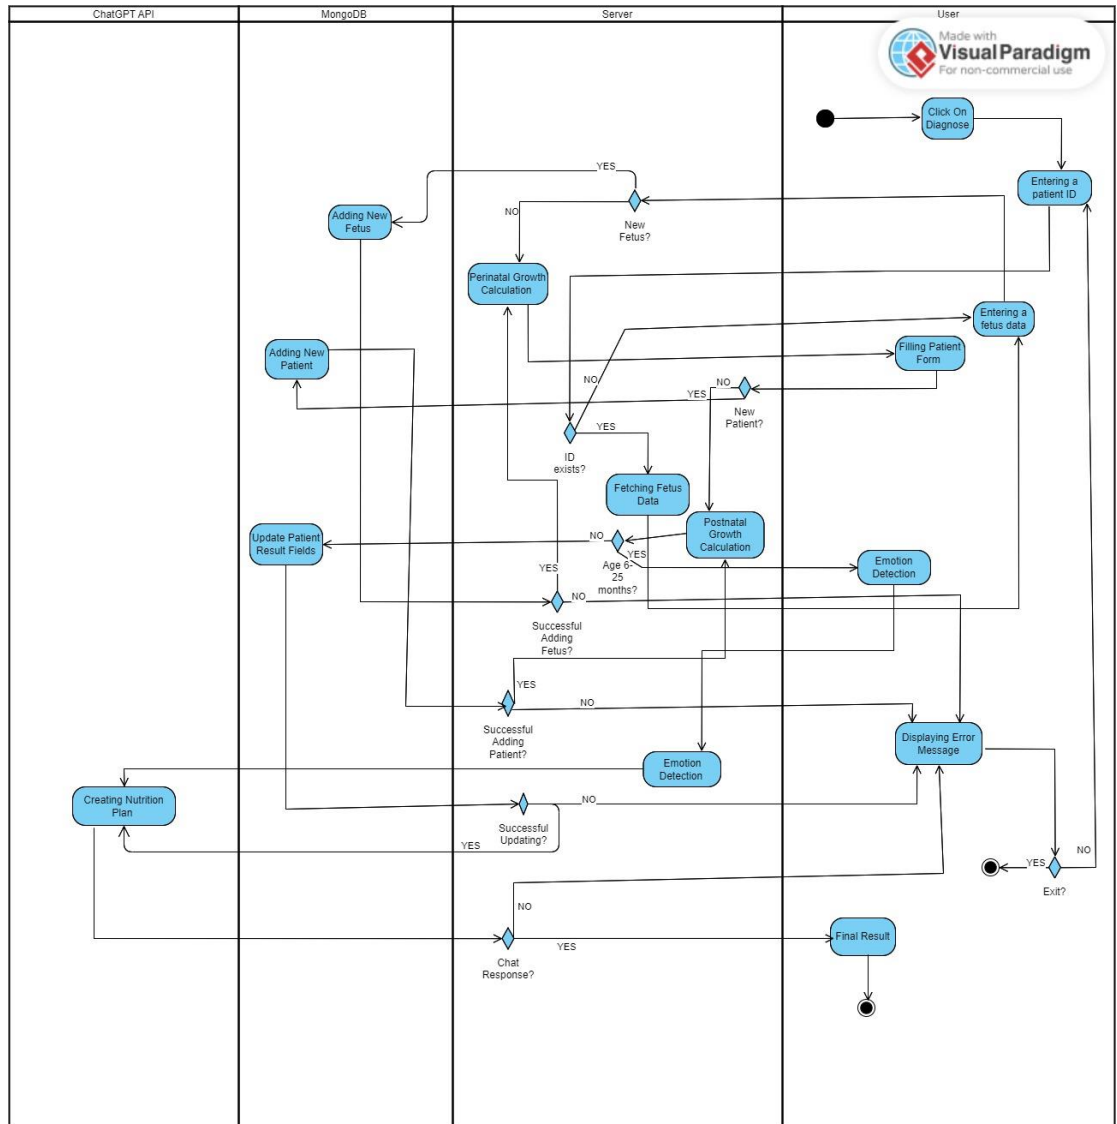 ChatGPT API
MongoDB
Server
User
Made with
Visual Paradigm
For non-commercial use
Click On
Diagnose
YES
Entering a
patient ID
Adding New
Fetus
NO
New
Fetus?
Perinatal Growth
Calculation
Entering a
fetus data
Adding New
Patient
Filling Patient
Form
NO
NO
YES
New
Patient?
YES
ID
exists?
Fetching Fetus
Data
Postnatal
Growth
Calculation
Update Patient
Result Fields
NO
YES
Age 6-
25
months?
Emotion
Detection
YES
NO
Successful
Adding
Fetus?
YES
NO
Successful
Adding
Patient?
Displaying Error
Message
Emotion
Detection
Creating Nutrition
Plan
NO
Successful
Updating?
YES
NO
YES
Exit?
NO
Final Result
YES
Chat
Response?